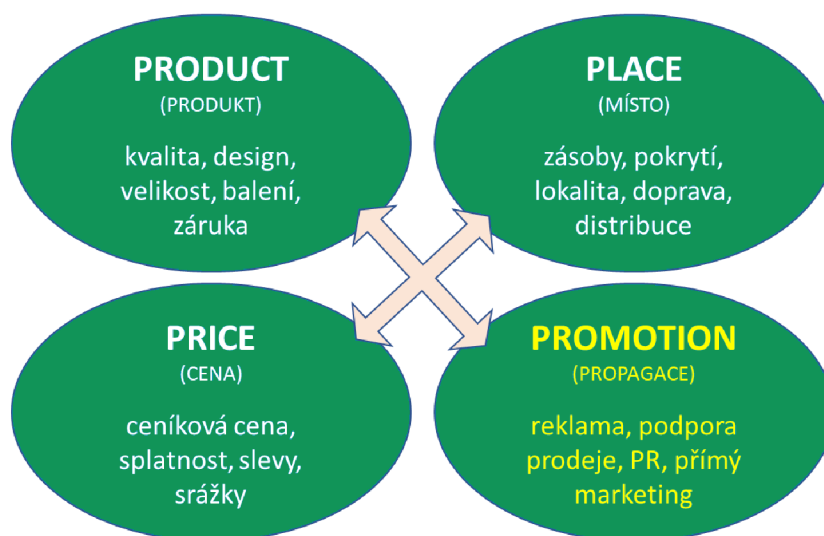 PRODUCT
(PRODUKT)
kvalita, design,
velikost, balení,
záruka
PLACE
(MÍSTO)
zásoby, pokrytí,
lokalita, doprava,
distribuce
PRICE
(CENA)
ceníková cena,
splatnost, slevy,
srážky
PROMOTION
(PROPAGACE)
reklama, podpora
prodeje, PR, přímý
marketing